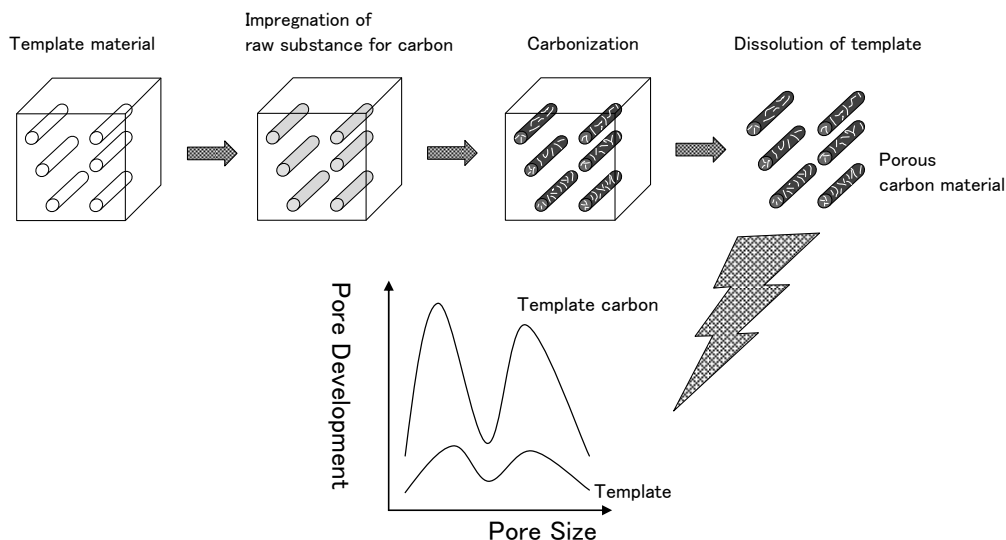 Template material
Impregnation of
raw substance for carbon
Carbonization
Dissolution of template
Porous
carbon material
Pore Development
Template carbon
Template
Pore Size